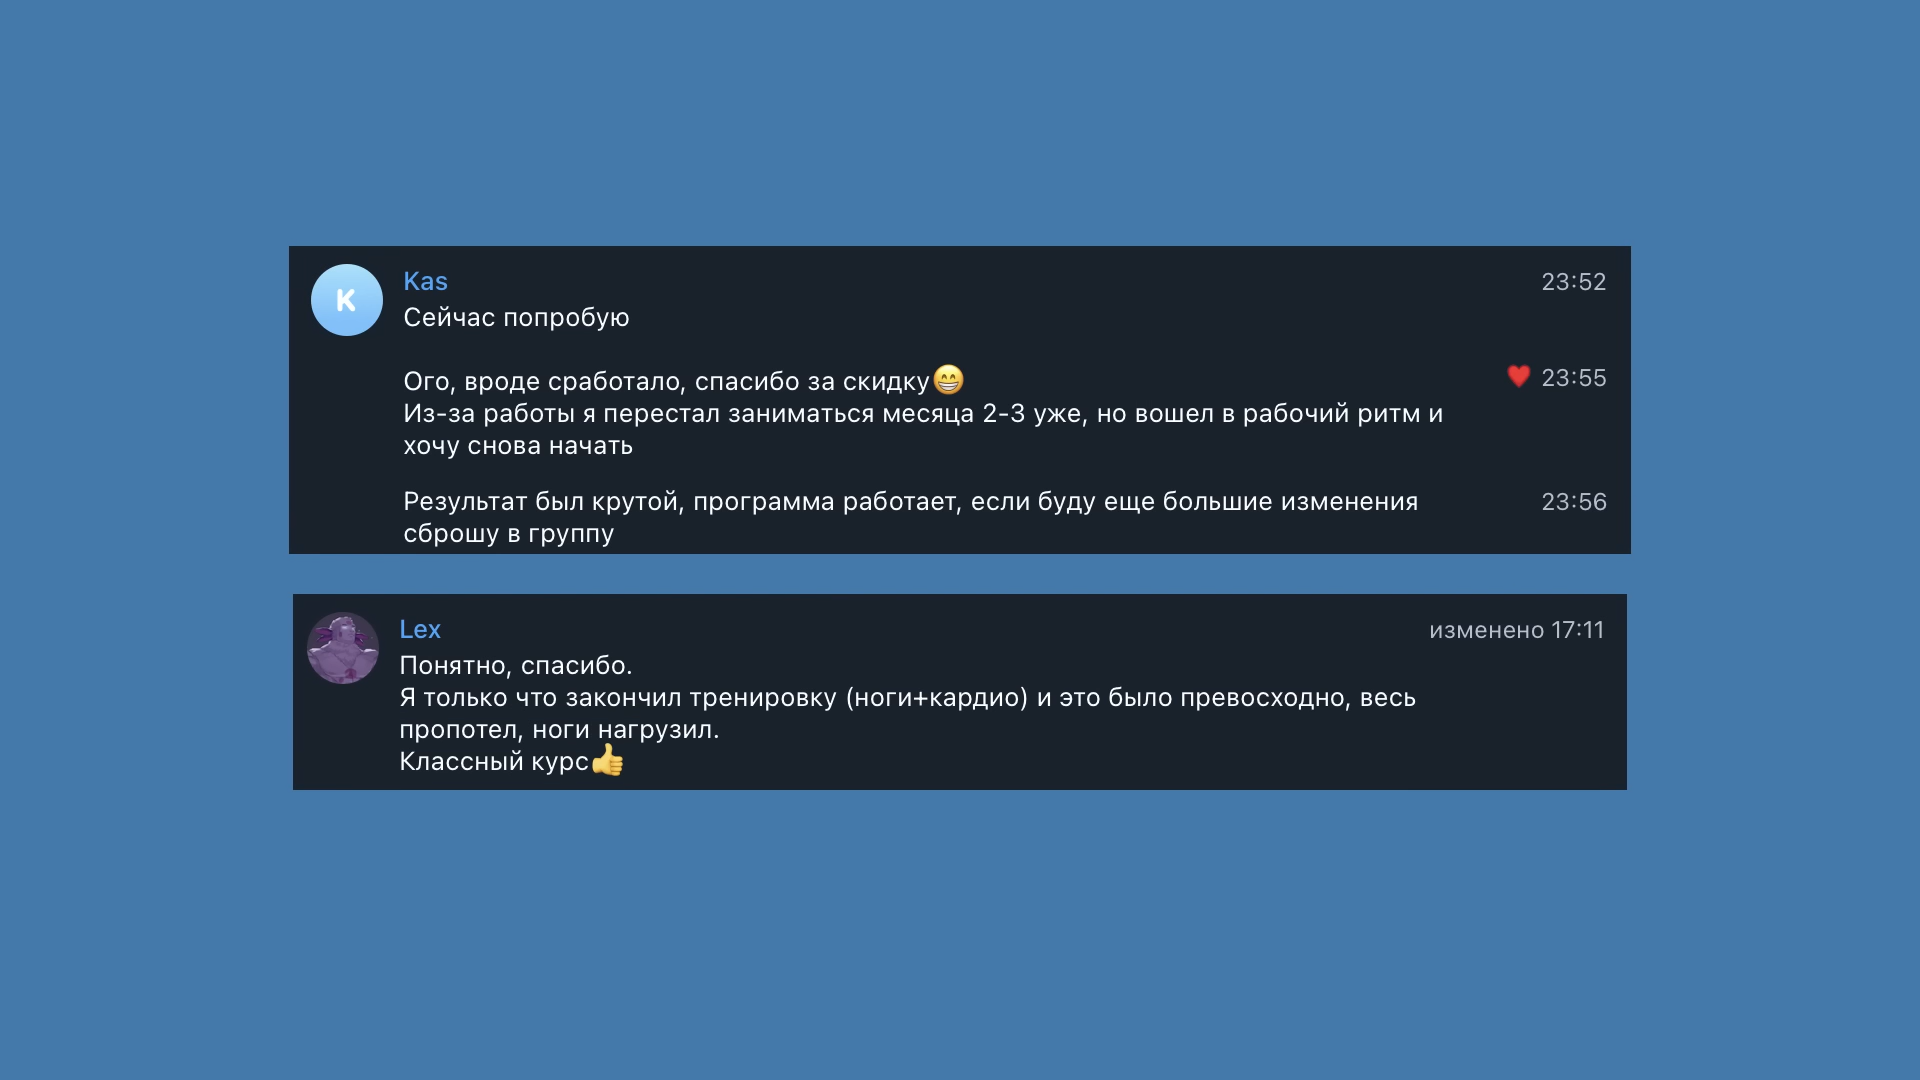 K
Kas 23:52
Сейчас попробую
Ого, вроде сработало, спасибо за скидку😁 ♥ 23:55
Из-за работы я перестал заниматься месяца 2-3 уже, но вошел в рабочий ритм и
хочу снова начать
Результат был крутой, программа работает, если буду еще большие изменения 23:56
сброшу в группу
Lex изменено 17:11
Понятно, спасибо.
Я только что закончил тренировку (ноги+кардио) и это было превосходно, весь
пропотел, ноги нагрузил.
Классный курс👍